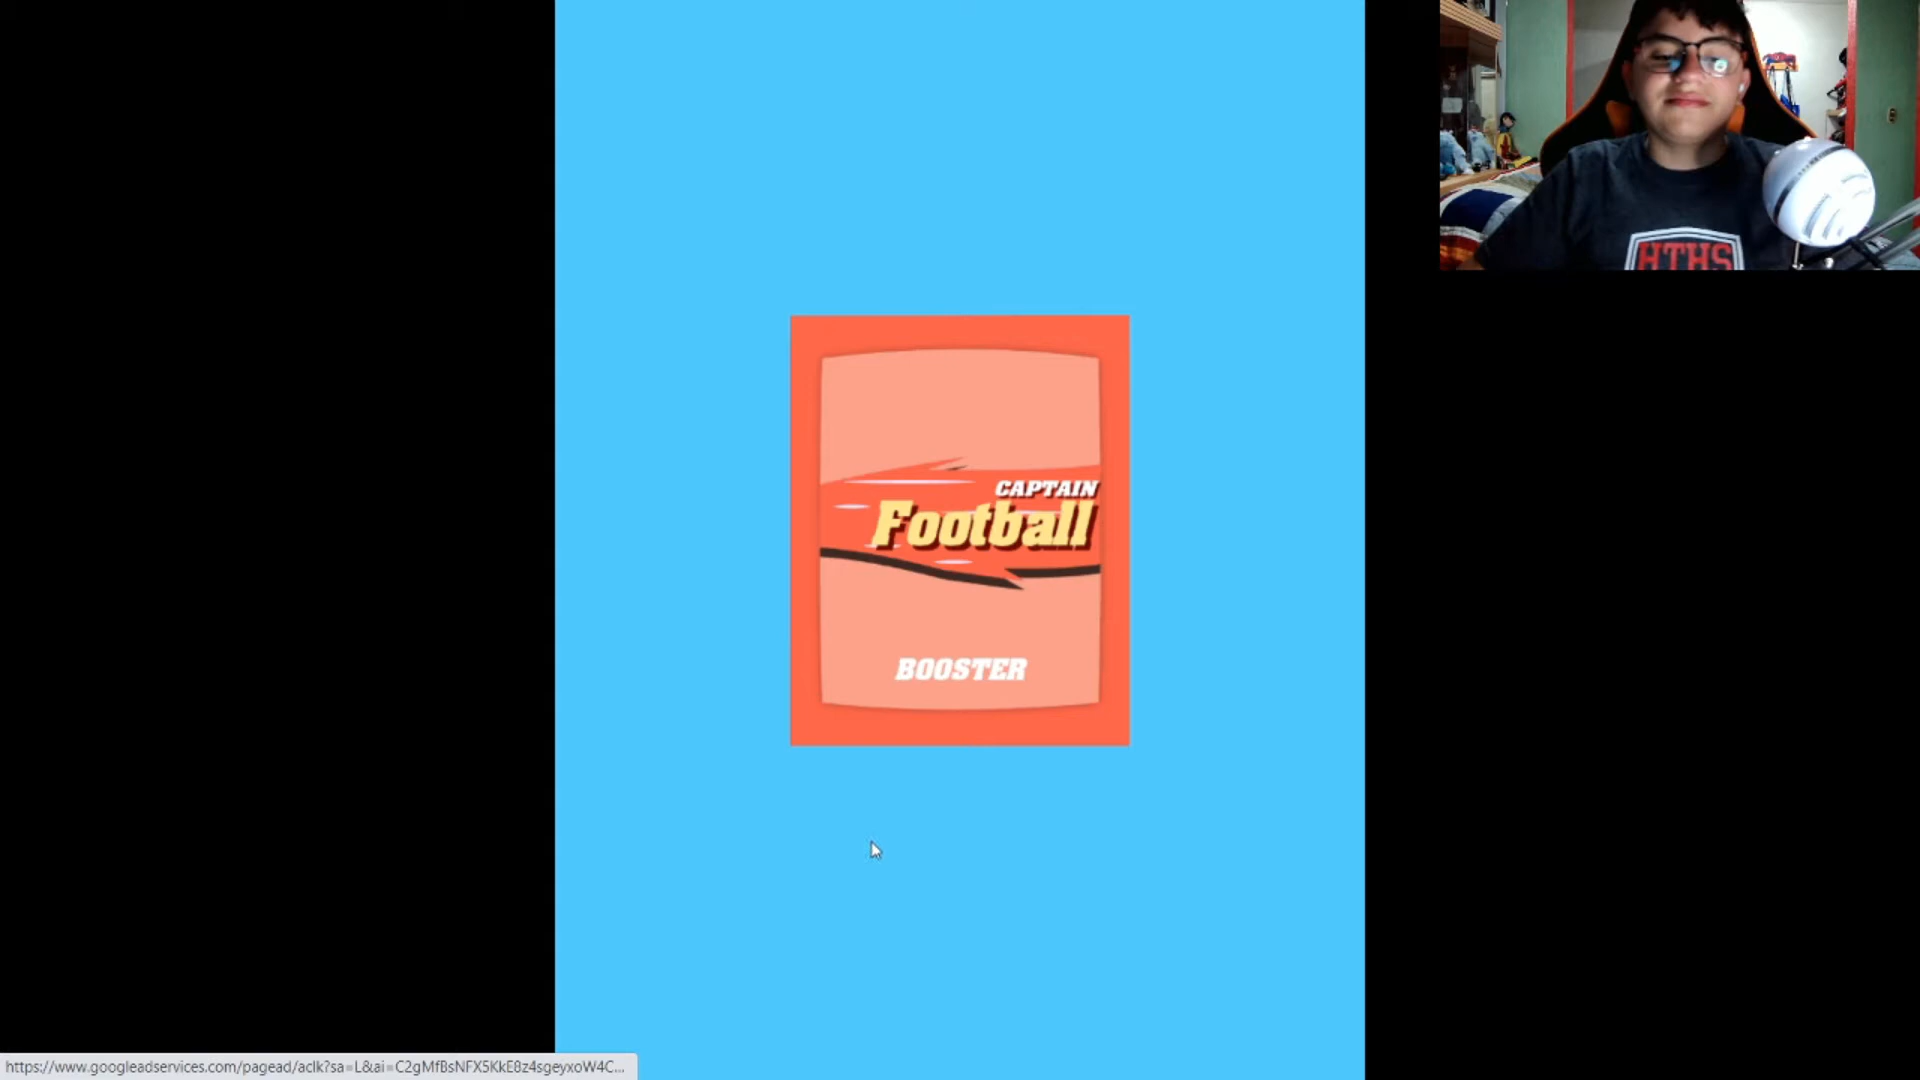 HTHS
CAPTAIN
Football
BOOSTER
https://www.googleadservices.com/pagead/aclk?sa=L&ai=C2gMfBsNFX5KkE8z4sgeyxoW4C...